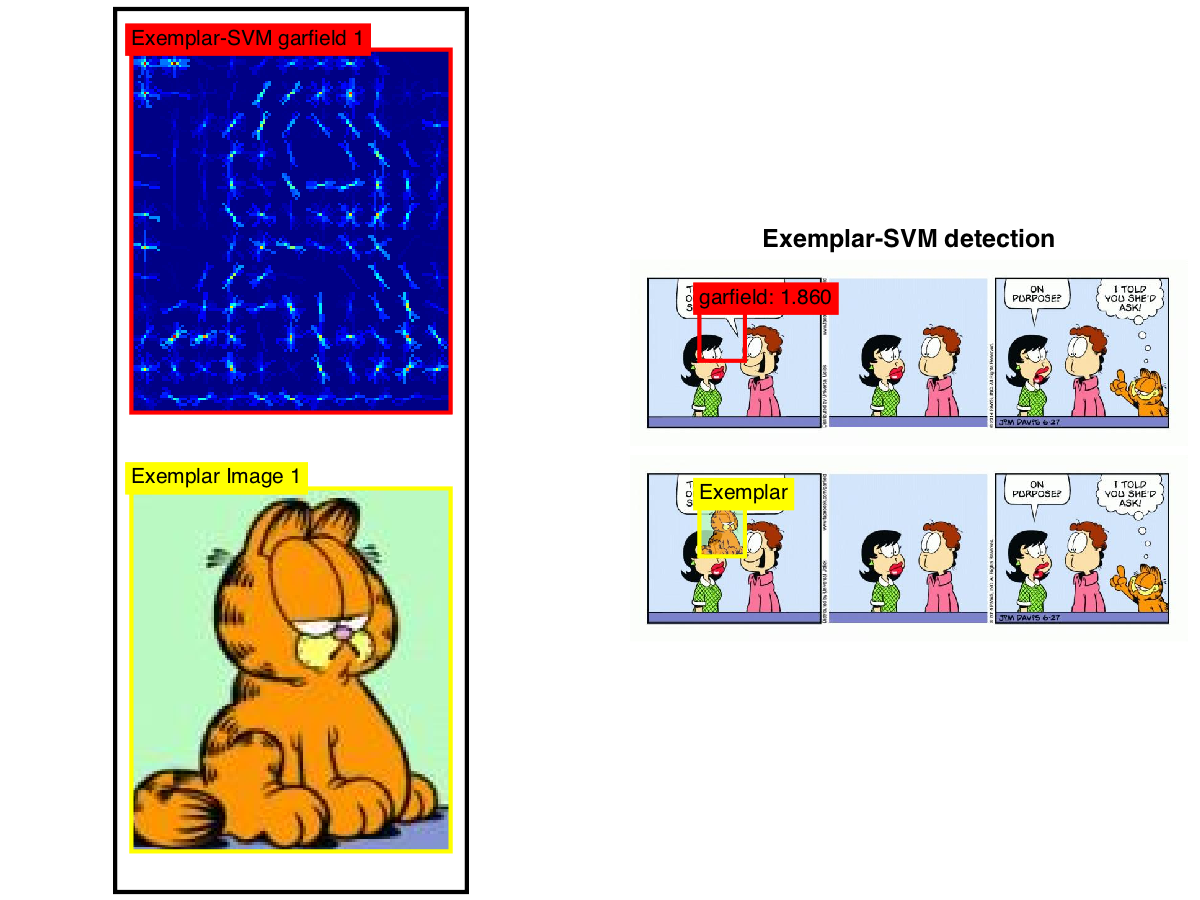 Exemplar-SVM garfield 1
Exemplar Image 1
Exemplar-SVM detection
garfield: 1.860
ON
PURPOSE?
I TOLD
YOU SHE'D
ASK!
JIM DAVIS 6-27
Exemplar
ON
PURPOSE?
I TOLD
YOU SHE'D
ASK!
JIM DAVIS 6-27